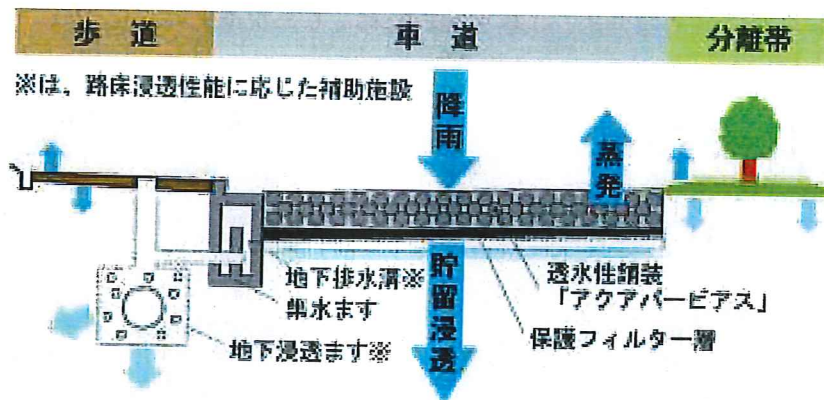 歩道
車道
分離帯
※は、路床浸透性能に応じた補助施設
降雨
蒸発
地下排水溝※
集水ます
貯留浸透
透水性舗装
「アクアパービアス」
保護フィルター層
地下浸透ます※